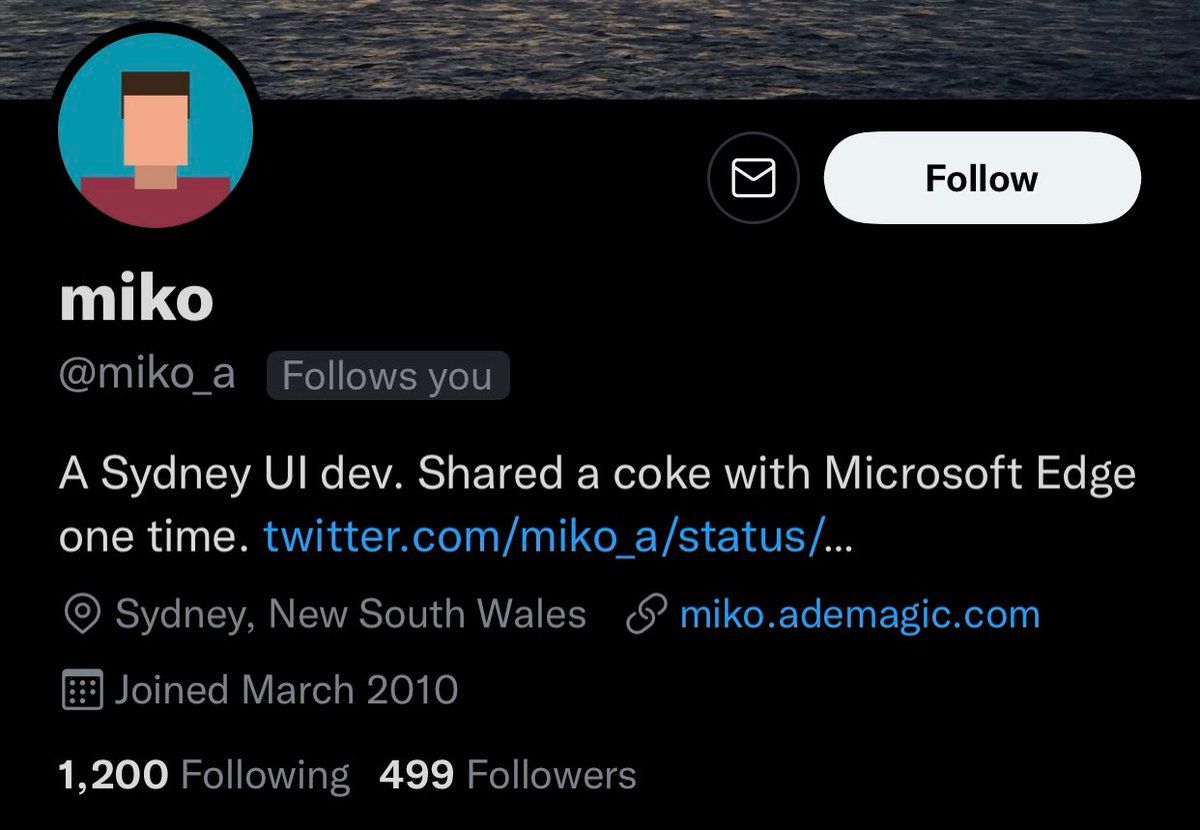 Follow
miko
@miko_a Follows you
A Sydney UI dev. Shared a coke with Microsoft Edge
one time. twitter.com/miko_a/status/…
Sydney, New South Wales miko.ademagic.com
Joined March 2010
1,200 Following 499 Followers